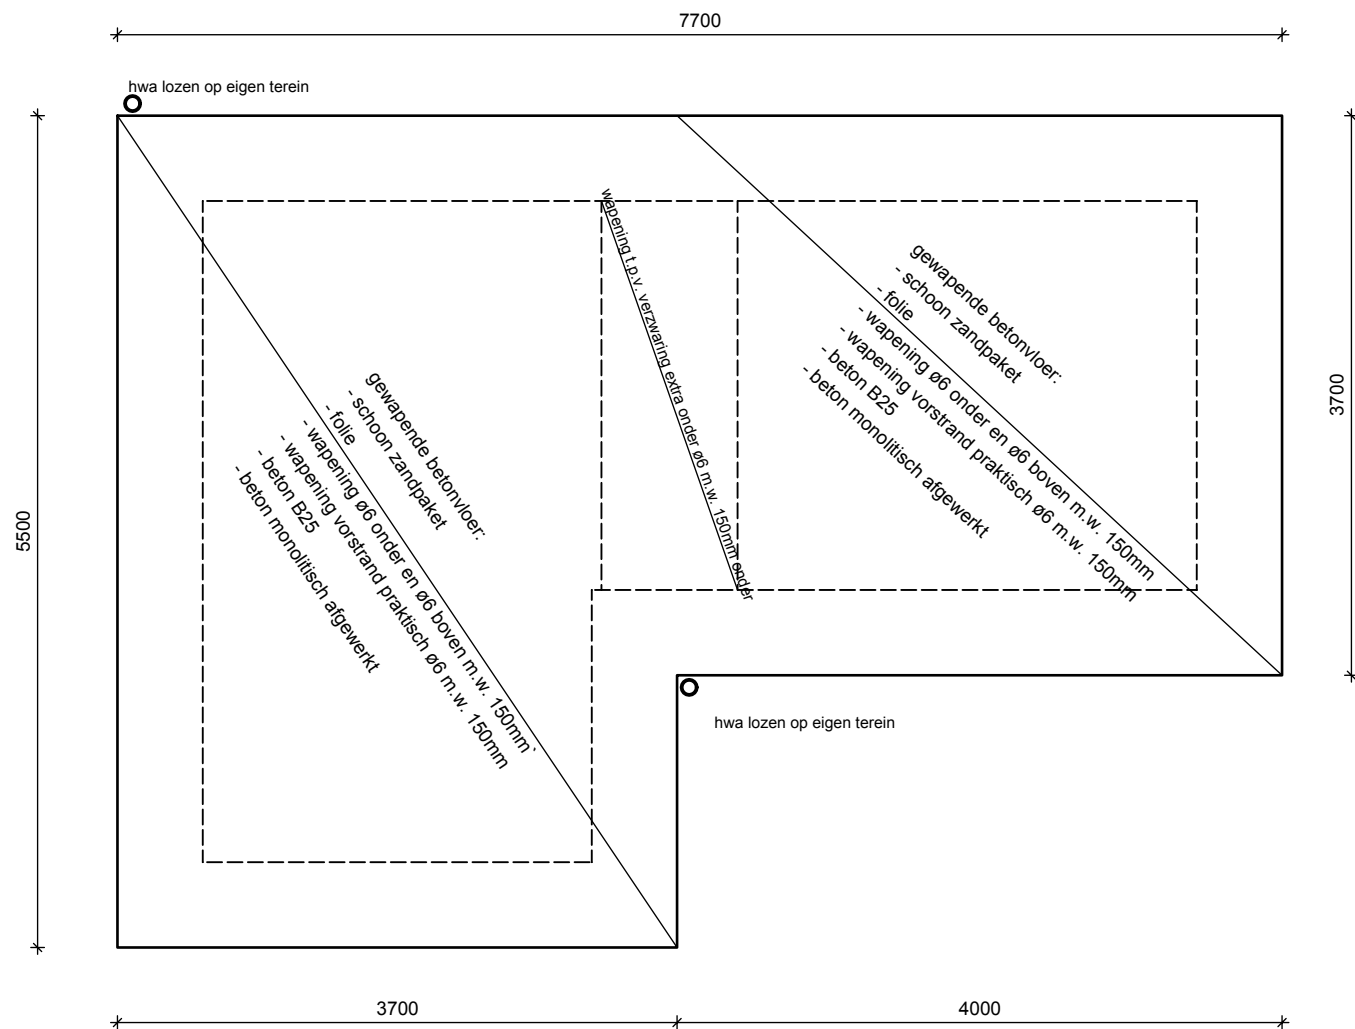 7700
hwa lozen op eigen terein
5500
3700
wapening t.p.v. verzwaring extra onder ø6 m.w. 150mm onder
gewapende betonvloer:
- schoon zandpaket
- folie
- wapening ø6 onder en ø6 boven m.w. 150mm`
- wapening vorstrand praktisch ø6 m.w. 150mm
- beton B25
- beton monolitisch afgewerkt
gewapende betonvloer:
- schoon zandpaket
- folie
- wapening ø6 onder en ø6 boven m.w. 150mm
- wapening vorstrand praktisch ø6 m.w. 150mm
- beton B25
- beton monolitisch afgewerkt
hwa lozen op eigen terein
3700
4000